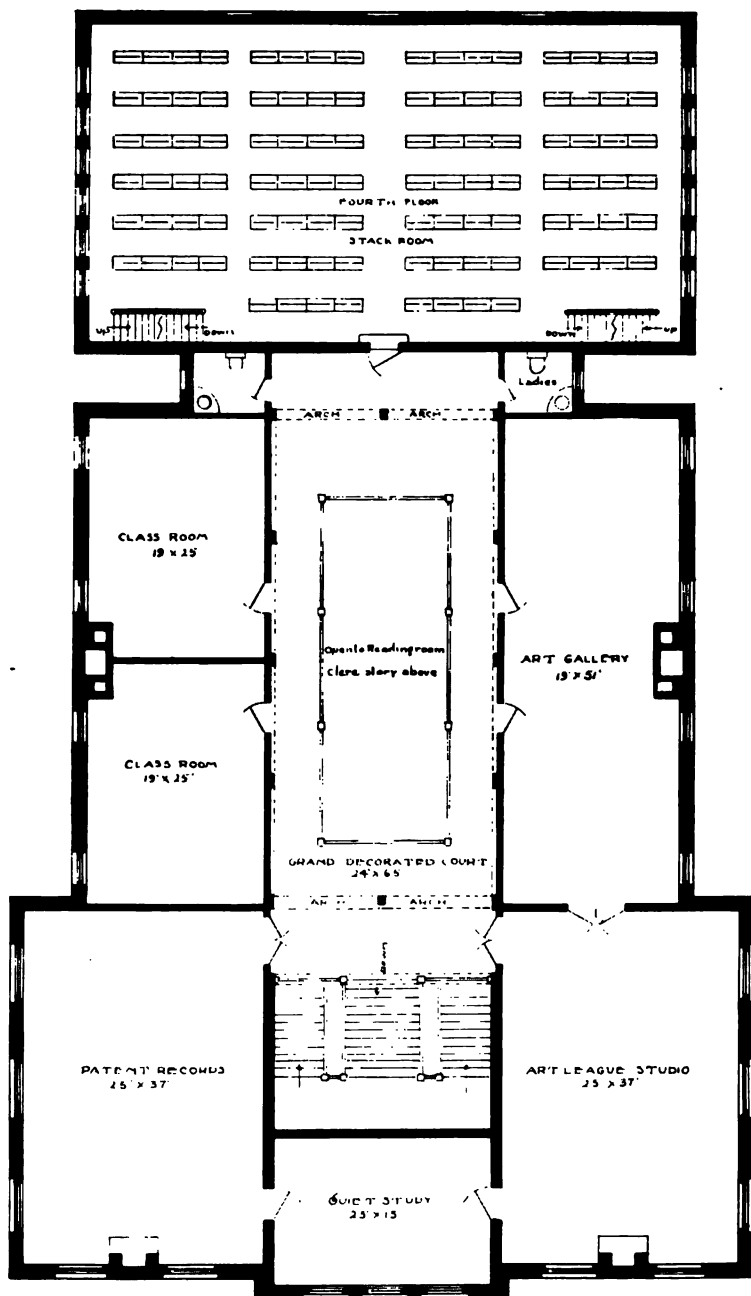 FOURTH FLOOR
STACK ROOM
UP
DOWN
DOWN
UP
Ladies
ARCH
ARCH
CLASS ROOM
19 X 25'
Open to Reading room
Clere story above
ART GALLERY
19' X 51'
CLASS ROOM
19' X 25'
GRAND DECORATED COURT
24' X 65'
ARCH
ARCH
DOWN
PATENT RECORDS
25' X 37'
ART LEAGUE STUDIO
25' X 37'
QUIET STUDY
25' X 15